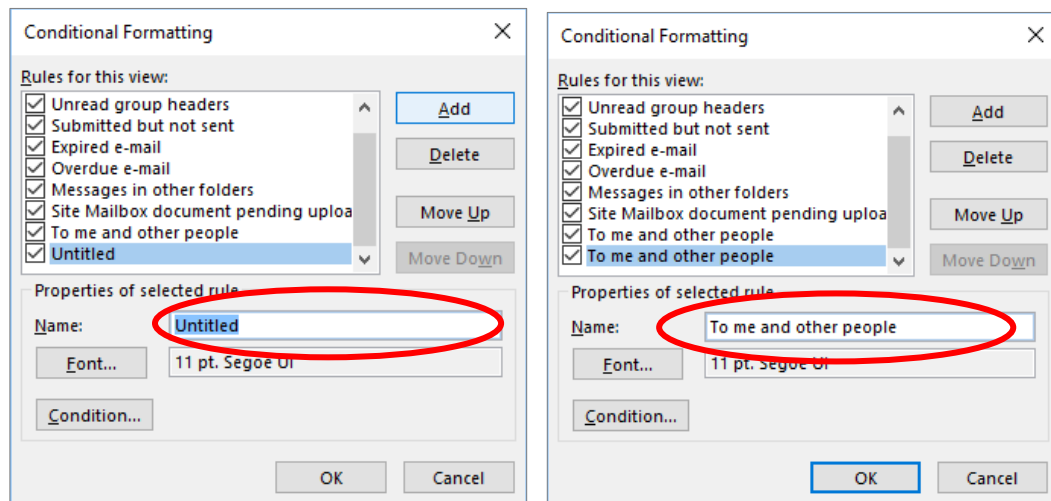 Conditional Formatting
Rules for this view:
Unread group headers
Submitted but not sent
Expired e-mail
Overdue e-mail
Messages in other folders
Site Mailbox document pending uploa
To me and other people
Untitled
Add
Delete
Move Up
Move Down
Properties of selected rule
Name:
Untitled
Font...
11 pt. Segoe UI
Condition...
OK
Cancel
Conditional Formatting
Rules for this view:
Unread group headers
Submitted but not sent
Expired e-mail
Overdue e-mail
Messages in other folders
Site Mailbox document pending uploa
To me and other people
To me and other people
Add
Delete
Move Up
Move Down
Properties of selected rule
Name:
To me and other people
Font...
11 pt. Segoe UI
Condition...
OK
Cancel